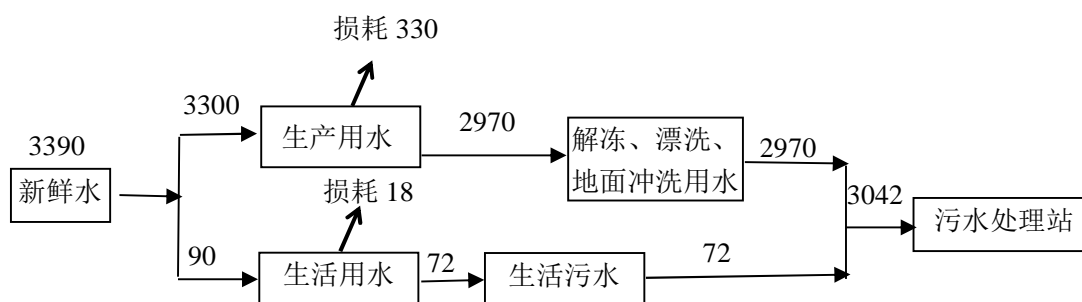 损耗 330
3300
生产用水
2970
解冻、漂洗、
地面冲洗用水
2970
3390
新鲜水
损耗 18
3042
污水处理站
90
生活用水
72
生活污水
72